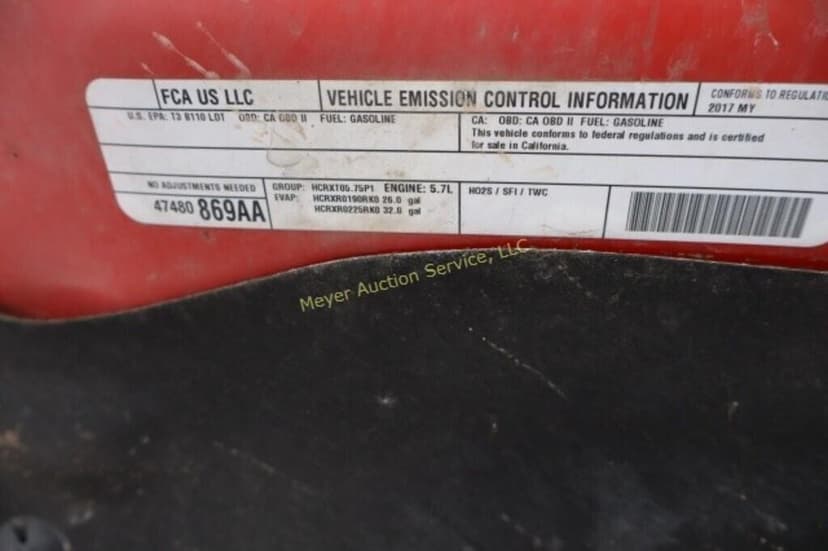 FCA US LLC
VEHICLE EMISSION CONTROL INFORMATION
CONFORMS TO REGULATIO
2017 MY
U.S. EPA: T3 B110 LDT OBD: CA OBD II FUEL: GASOLINE
CA: OBD: CA OBD II FUEL: GASOLINE
This vehicle conforms to federal regulations and is certified
for sale in California.
NO ADJUSTMENTS NEEDED
47480 869AA
GROUP: HCRXT05.75P1 ENGINE: 5.7L
EVAP: HCRXR0190RK0 26.0 gal
HCRXR0225RK0 32.0 gal
HO2S / SFI / TWC
Meyer Auction Service, LLC